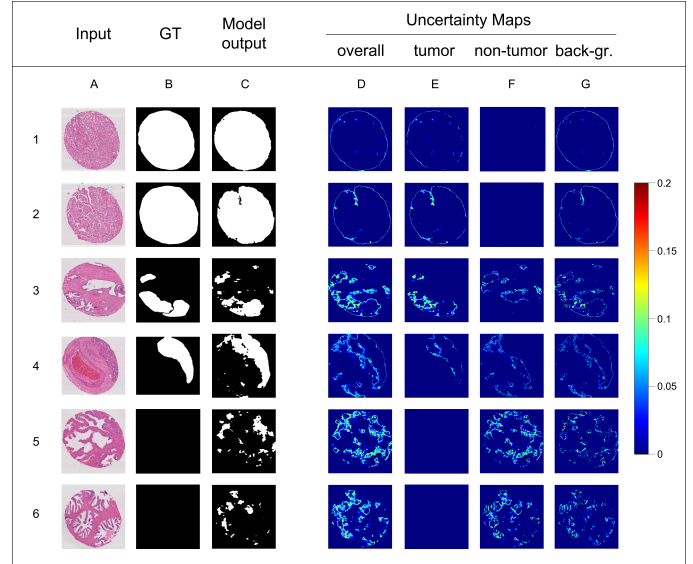 Input
GT
Model
output
Uncertainty Maps
overall
tumor
non-tumor
back-gr.
A
B
C
D
E
F
G
1
2
3
4
5
6
0.2
0.15
0.1
0.05
0